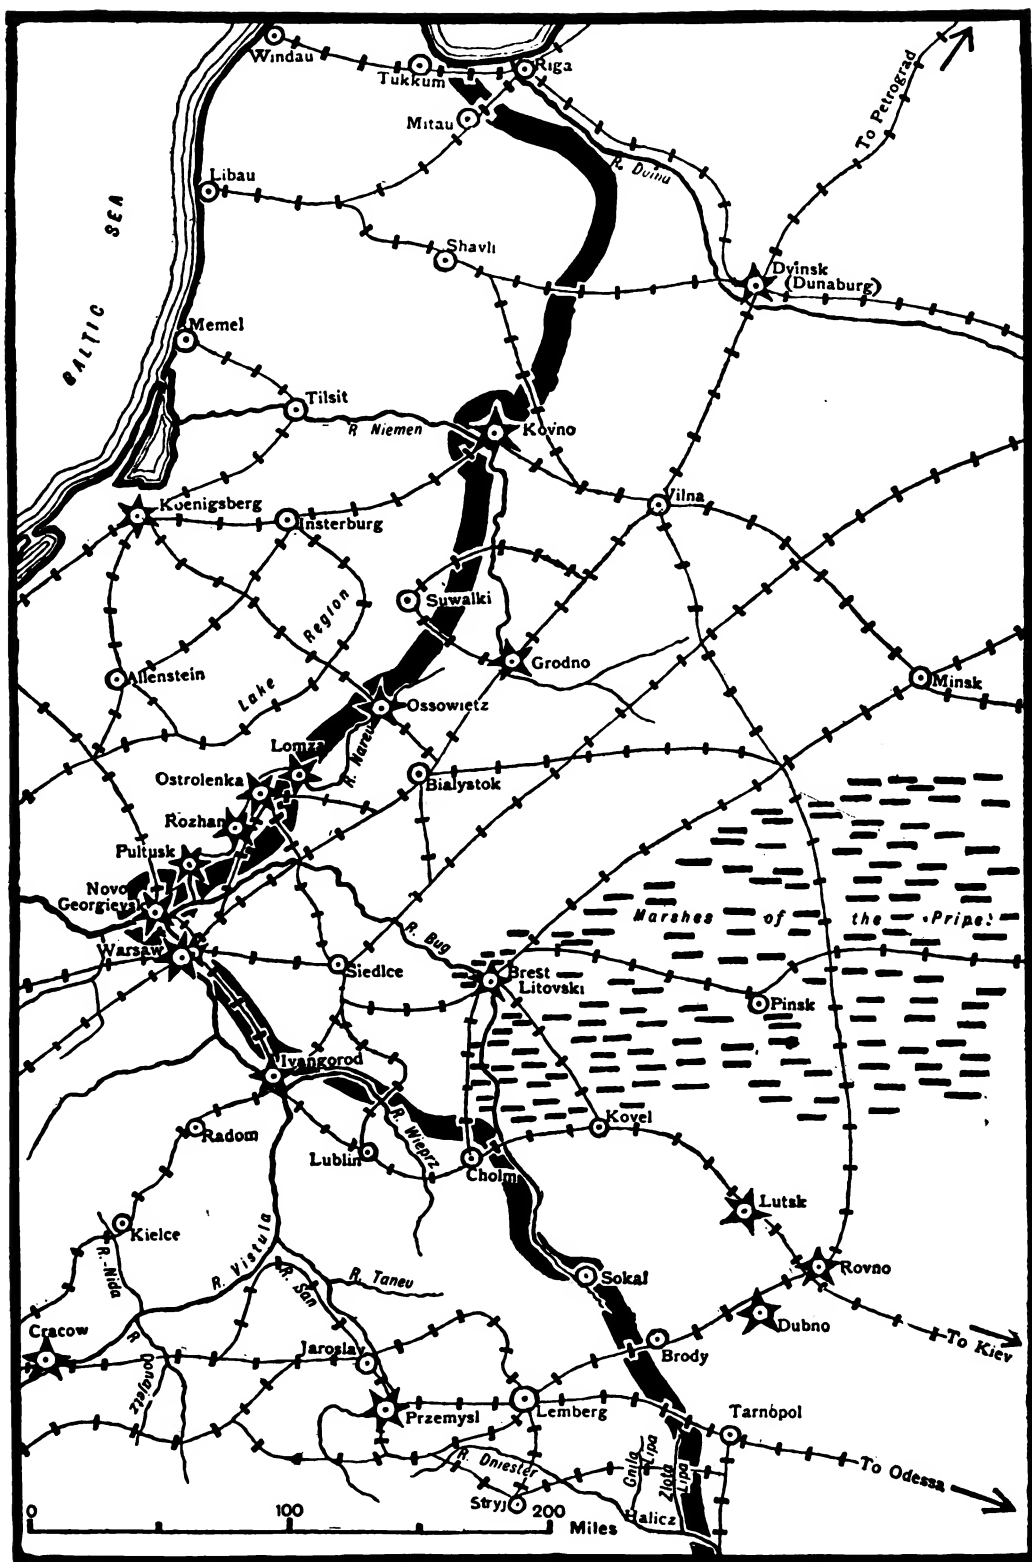 Windau
Tukkum
Riga
To Petrograd
Mitau
R. Dvina
Libau
BALTIC SEA
Shavli
Dvinsk
(Dunaburg)
Memel
Tilsit
R. Niemen
Kovno
Koenigsberg
Insterburg
Vilna
Suwalki
Grodno
Lake Region
Allenstein
Minsk
Ossowietz
Lomza
R. Narew
Ostrolenka
Bialystok
Rozhan
Pultusk
Novo
Georgievsk
Marshes of the Pripet
R. Bug
Warsaw
Siedlce
Brest
Litovski
Pinsk
Ivangorod
R. Wieprz
Kovel
Radom
Lublin
Cholm
Lutsk
Kielce
R. Nida
R. Vistula
R. San
R. Taneu
Sokal
Rovno
Dubno
To Kiev
Cracow
R.
Jaroslav
Brody
Przemysl
Lemberg
Tarnopol
R. Dniester
Gnila
Lipa
Zlota
Lipa
To Odessa
Stryj
Halicz
0 100 200 Miles